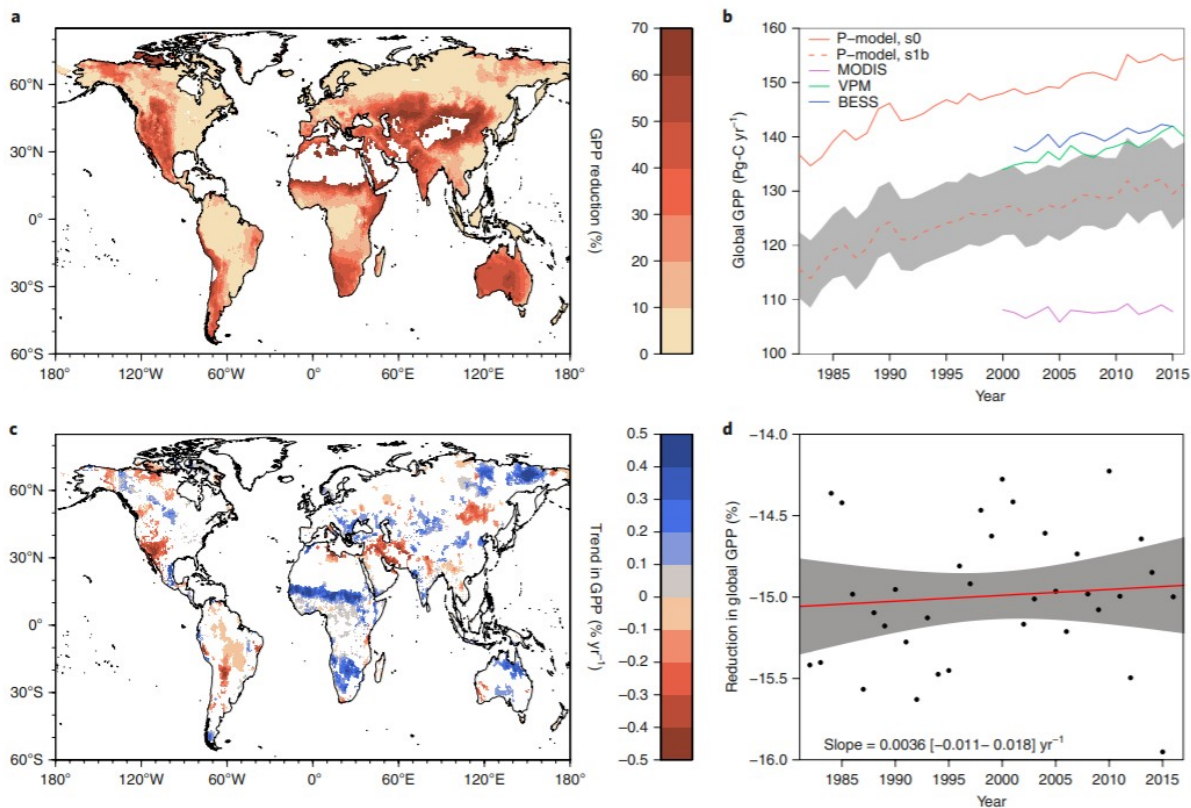 a
70
60
50
40
30
20
10
0
GPP reduction (%)
60° N
30° N
0°
30° S
60° S
120° W
60° W
0°
60° E
120° E
180°
b
160
150
140
130
120
110
100
Global GPP (Pg-C yr⁻¹)
P-model, s0
P-model, s1b
MODIS
VPM
BESS
1985
1990
1995
2000
2005
2010
2015
Year
c
0.5
0.4
0.3
0.2
0.1
0
−0.1
−0.2
−0.3
−0.4
−0.5
Trend in GPP (% yr⁻¹)
60° N
30° N
0°
30° S
60° S
180°
120° W
60° W
0°
60° E
120° E
180°
d
−14.0
−14.5
−15.0
−15.5
−16.0
Reduction in global GPP (%)
Slope = 0.0036 [−0.011– 0.018] yr⁻¹
1985
1990
1995
2000
2005
2010
2015
Year